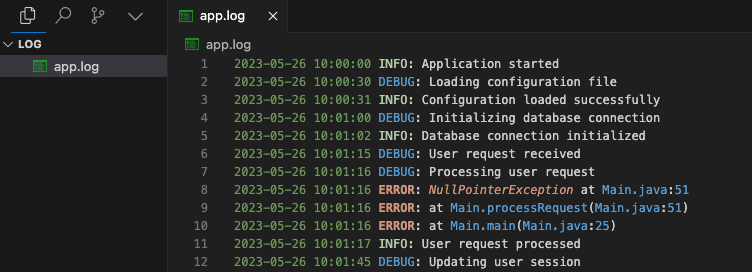 app.log
LOG
app.log
app.log
1 2023-05-26 10:00:00 INFO: Application started
2 2023-05-26 10:00:30 DEBUG: Loading configuration file
3 2023-05-26 10:00:31 INFO: Configuration loaded successfully
4 2023-05-26 10:01:00 DEBUG: Initializing database connection
5 2023-05-26 10:01:02 INFO: Database connection initialized
6 2023-05-26 10:01:15 DEBUG: User request received
7 2023-05-26 10:01:16 DEBUG: Processing user request
8 2023-05-26 10:01:16 ERROR: NullPointerException at Main.java:51
9 2023-05-26 10:01:16 ERROR: at Main.processRequest(Main.java:51)
10 2023-05-26 10:01:16 ERROR: at Main.main(Main.java:25)
11 2023-05-26 10:01:17 INFO: User request processed
12 2023-05-26 10:01:45 DEBUG: Updating user session